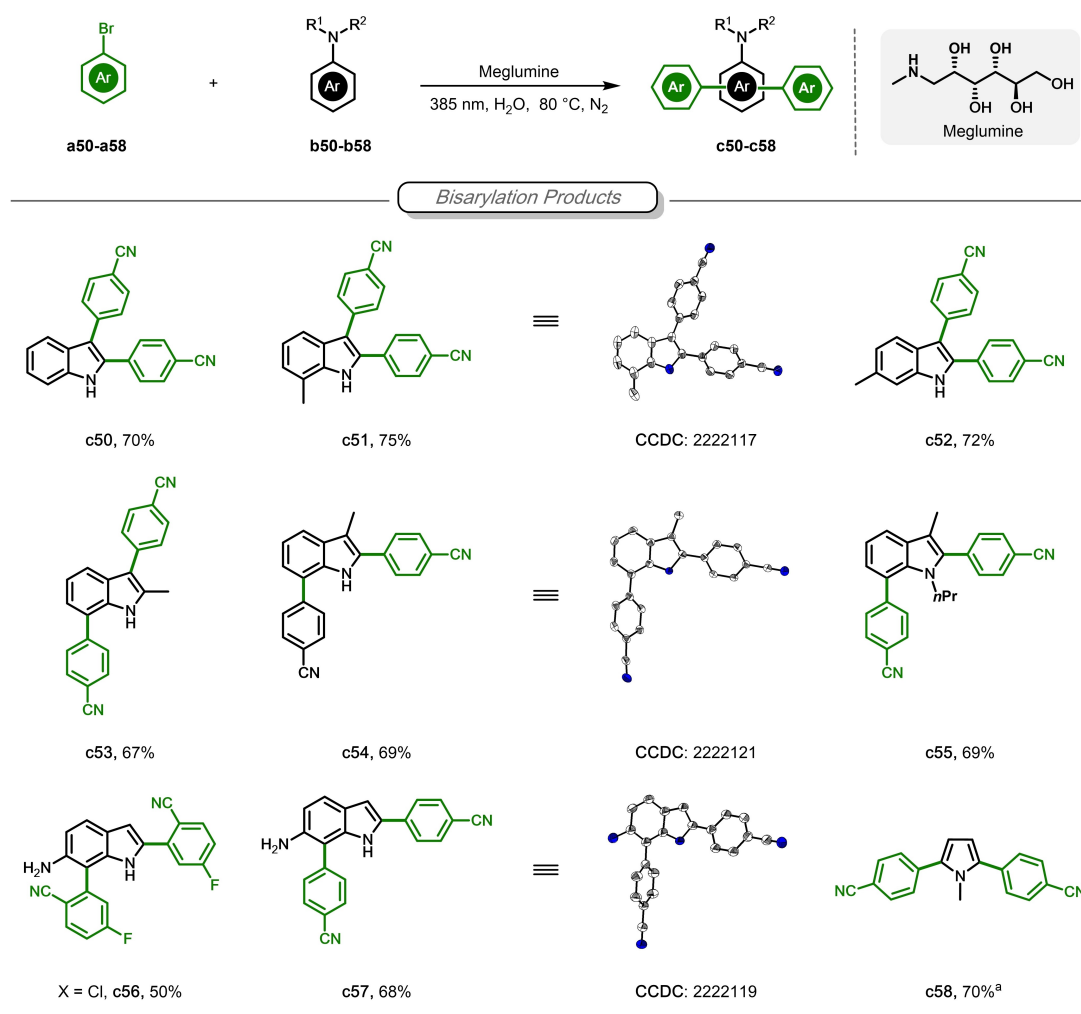 Br
Ar
+
R1 R2
N
Ar
Meglumine
385 nm, H2O, 80 °C, N2
R1 R2
N
Ar Ar Ar
H
N
OH OH
OH
OH OH
Meglumine
a50-a58
b50-b58
c50-c58
Bisarylation Products
CN
CN
N
H
c50, 70%
CN
CN
N
H
c51, 75%
CCDC: 2222117
CN
CN
N
H
c52, 72%
CN
N
H
CN
c53, 67%
CN
N
H
CN
c54, 69%
CCDC: 2222121
CN
N
nPr
CN
c55, 69%
NC
H2N
N
H
F
NC
F
X = Cl, c56, 50%
CN
H2N
N
H
CN
c57, 68%
CCDC: 2222119
NC
N
CN
c58, 70%a